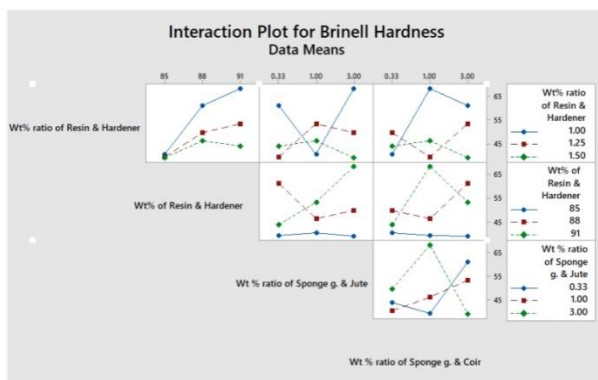 Interaction Plot for Brinell Hardness
Data Means
85 88 91 0.33 1.00 3.00 0.33 1.00 3.00
Wt% ratio of Resin & Hardener
65
55
45
Wt% ratio
of Resin &
Hardener
1.00
1.25
1.50
Wt% of Resin & Hardener
65
55
45
Wt% of
Resin &
Hardener
85
88
91
Wt % ratio of Sponge g. & Jute
65
55
45
Wt % ratio
of Sponge
g. & Jute
0.33
1.00
3.00
Wt % ratio of Sponge g. & Coir